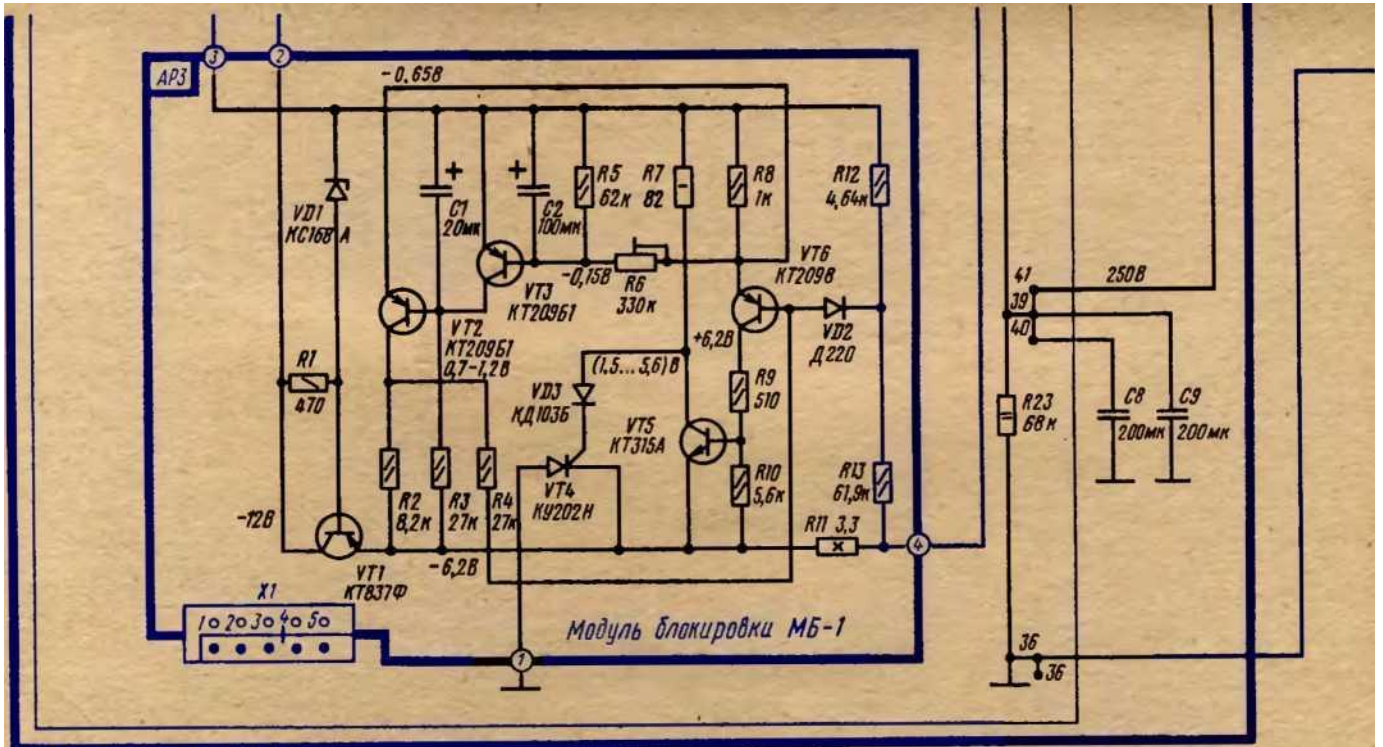 3
2
АР3
-0,65В
VD1
КС168 А
C1
20мк
C2
100мк
R5
62к
R7
82
R8
1к
R12
4,64к
VT3
КТ209Б1
-0,15В
R6
330к
VT6
КТ209В
VD2
Д220
VT2
КТ209Б1
0,7-1,2В
+6,2В
(1,5...5,6)В
R1
470
VD3
КД103Б
R9
510
VT5
КТ315А
VT4
КУ202Н
R2
8,2к
R3
27к
R4
27к
R10
5,6к
R13
61,9к
R11 3,3
4
-12В
VT1
КТ837Ф
-6,2В
X1
1 2 3 4 5
Модуль блокировки МБ-1
1
41
250В
39
40
R23
68к
C8
200мк
C9
200мк
36
36